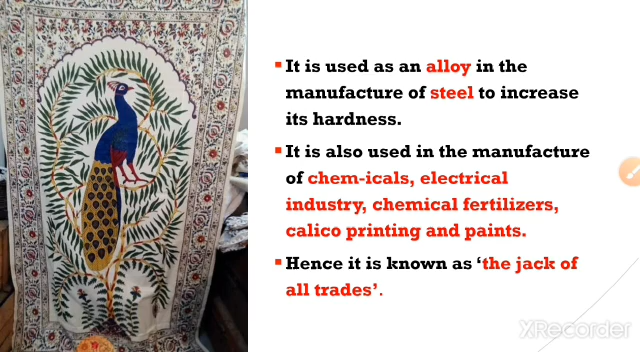 It is used as an alloy in the
manufacture of steel to increase
its hardness.
It is also used in the manufacture
of chem-icals, electrical
industry, chemical fertilizers,
calico printing and paints.
Hence it is known as ‘the jack of
all trades’.
XRecorder